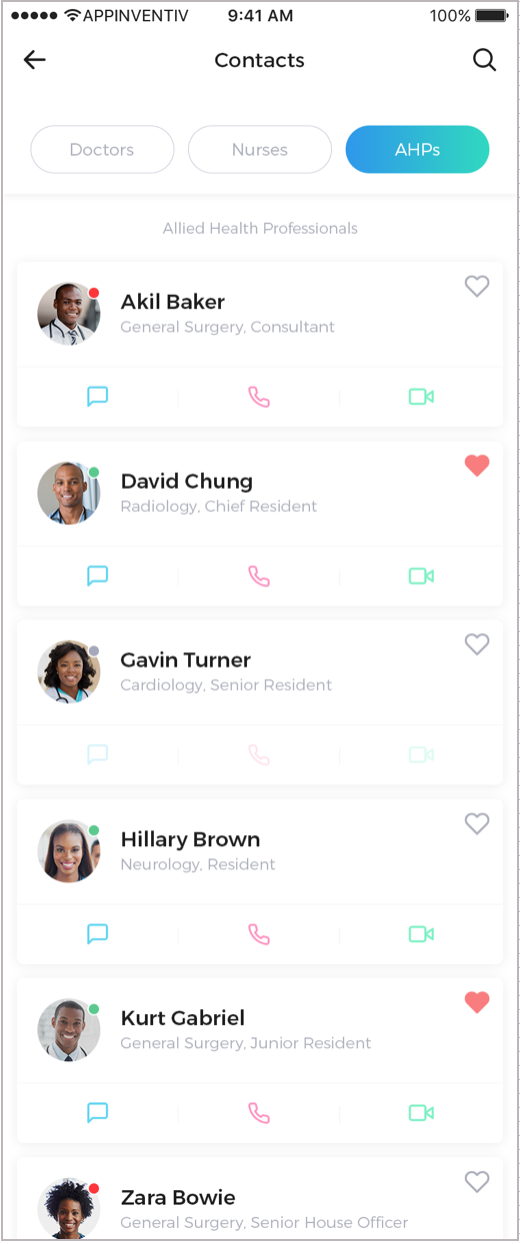 APPINVENTIV 9:41 AM 100%
Contacts
Doctors Nurses AHPs
Allied Health Professionals
Akil Baker
General Surgery, Consultant
David Chung
Radiology, Chief Resident
Gavin Turner
Cardiology, Senior Resident
Hillary Brown
Neurology, Resident
Kurt Gabriel
General Surgery, Junior Resident
Zara Bowie
General Surgery, Senior House Officer